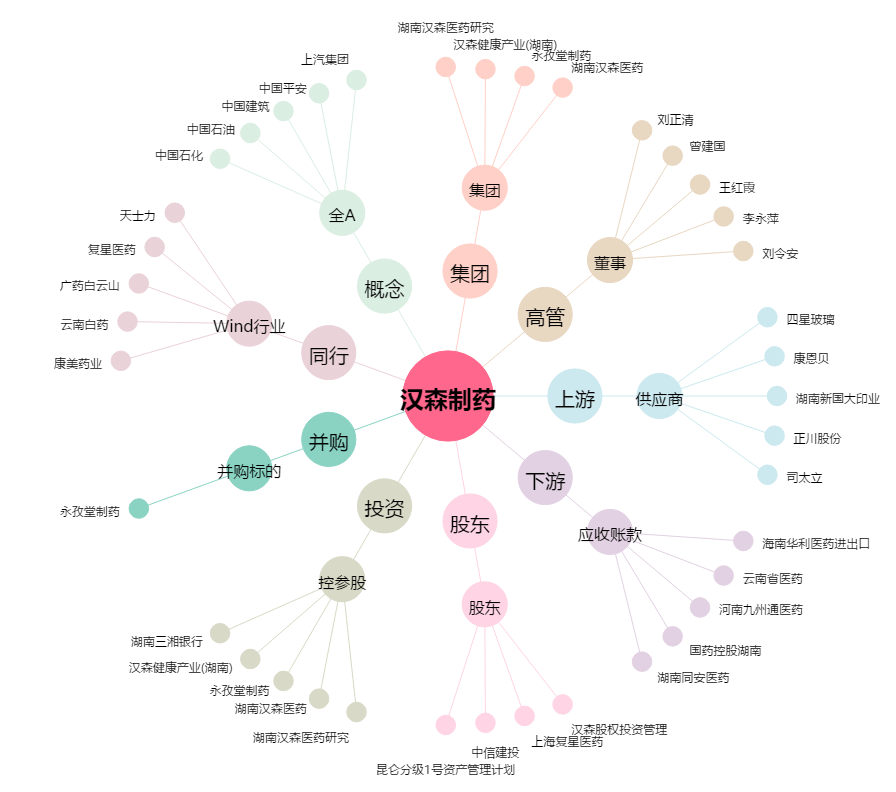 湖南汉森医药研究
汉森健康产业(湖南)
永孜堂制药
湖南汉森医药
上汽集团
中国平安
中国建筑
中国石油
中国石化
刘正清
曾建国
王红霞
李永萍
刘令安
集团
全A
天士力
复星医药
广药白云山
云南白药
康美药业
董事
集团
概念
高管
Wind行业
同行
四星玻璃
康恩贝
湖南新国大印业
正川股份
司太立
汉森制药
上游
供应商
并购
并购标的
永孜堂制药
下游
投资
股东
应收账款
海南华利医药进出口
云南省医药
河南九州通医药
国药控股湖南
湖南同安医药
控参股
股东
湖南三湘银行
汉森健康产业(湖南)
永孜堂制药
湖南汉森医药
湖南汉森医药研究
汉森股权投资管理
上海复星医药
中信建投
昆仑分级1号资产管理计划